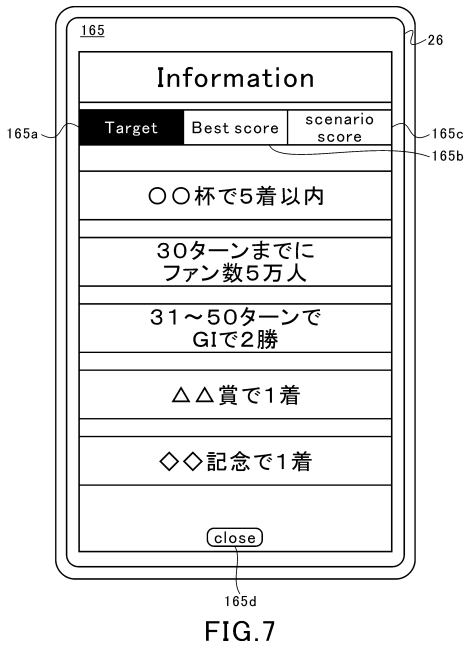 165
26
Information
165a
Target
Best score
scenario
score
165c
165b
○○杯で5着以内
30ターンまでに
ファン数5万人
31～50ターンで
GIで2勝
△△賞で1着
◇◇記念で1着
close
165d
FIG.7